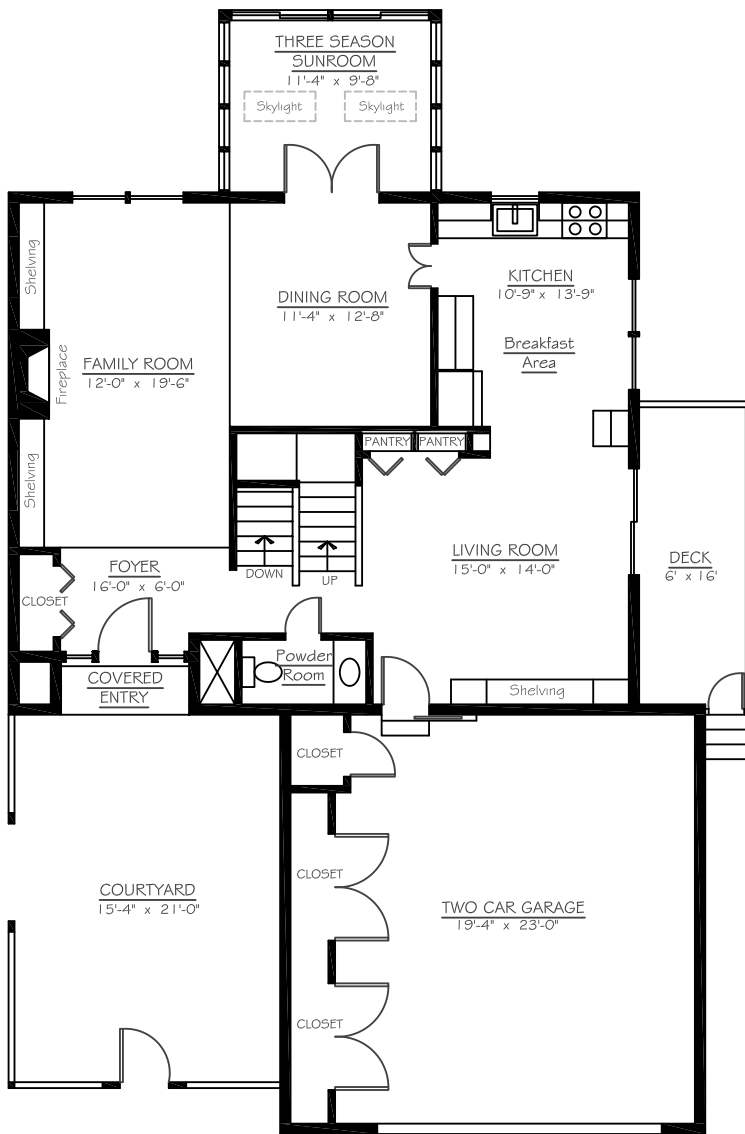 THREE SEASON
SUNROOM
11'-4" x 9'-8"
Skylight
Skylight
Shelving
KITCHEN
10'-9" x 13'-9"
DINING ROOM
11'-4" x 12'-8"
Breakfast
Area
Fireplace
FAMILY ROOM
12'-0" x 19'-6"
PANTRY
PANTRY
Shelving
LIVING ROOM
15'-0" x 14'-0"
DECK
6' x 16'
FOYER
16'-0" x 6'-0"
DOWN
UP
CLOSET
Powder
Room
COVERED
ENTRY
Shelving
CLOSET
CLOSET
COURTYARD
15'-4" x 21'-0"
TWO CAR GARAGE
19'-4" x 23'-0"
CLOSET